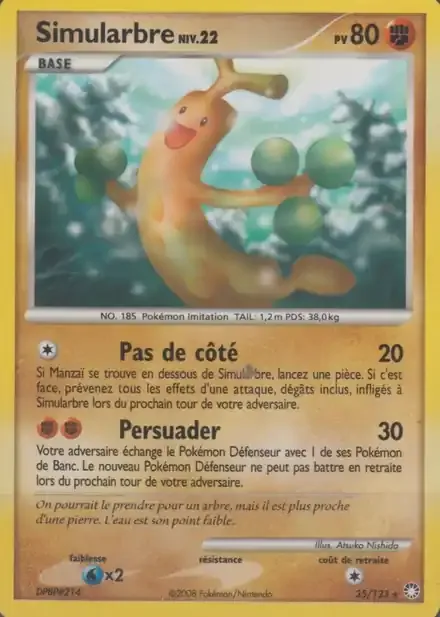 Simularbre NIV.22 PV 80
BASE
NO. 185 Pokémon Imitation TAIL: 1,2 m PDS: 38,0 kg
Pas de côté 20
Si Manzaï se trouve en dessous de Simularbre, lancez une pièce. Si c'est
face, prévenez tous les effets d'une attaque, dégâts inclus, infligés à
Simularbre lors du prochain tour de votre adversaire.
Persuader 30
Votre adversaire échange le Pokémon Défenseur avec 1 de ses Pokémon
de Banc. Le nouveau Pokémon Défenseur ne peut pas battre en retraite
lors du prochain tour de votre adversaire.
On pourrait le prendre pour un arbre, mais il est plus proche
d'une pierre. L'eau est son point faible.
Illus. Atsuko Nishida
faiblesse résistance coût de retraite
x2
DPBP#214 ©2008 Pokémon/Nintendo 35/123